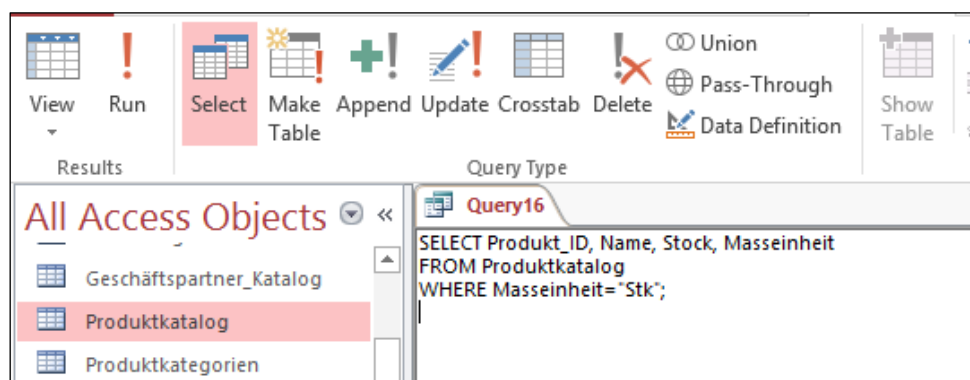 View
Run
Select
Make Table
Append
Update
Crosstab
Delete
Union
Pass-Through
Data Definition
Show Table
Results
Query Type
All Access Objects
«
Query16
Geschäftspartner_Katalog
Produktkatalog
Produktkategorien
SELECT Produkt_ID, Name, Stock, Masseinheit
FROM Produktkatalog
WHERE Masseinheit="Stk";